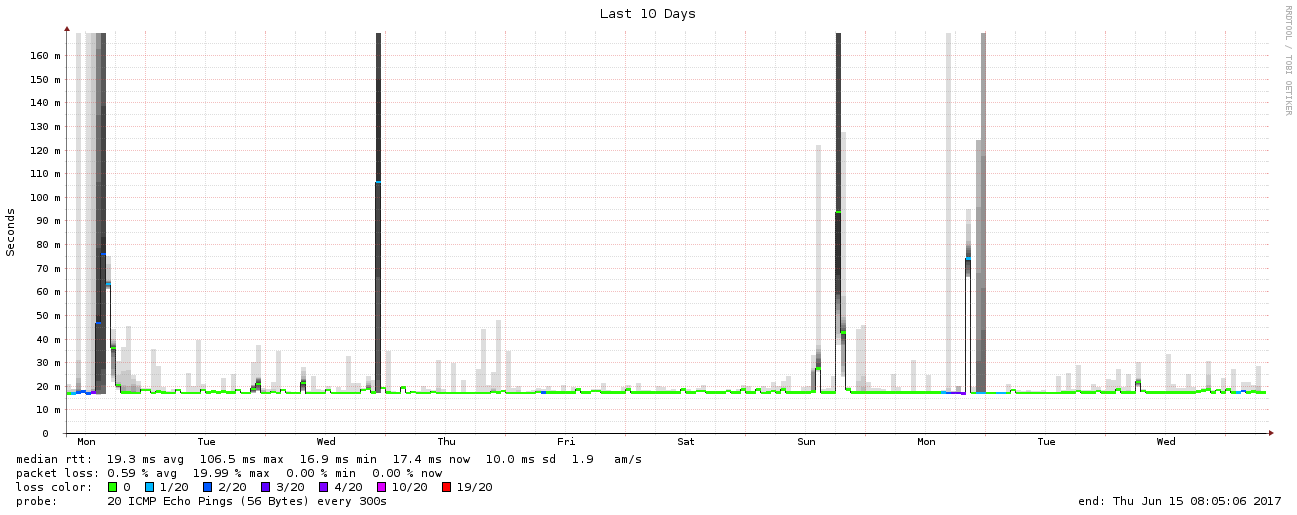 Last 10 Days
RRDTOOL / TOBI OETIKER
Seconds
160 m
150 m
140 m
130 m
120 m
110 m
100 m
90 m
80 m
70 m
60 m
50 m
40 m
30 m
20 m
10 m
0
Mon Tue Wed Thu Fri Sat Sun Mon Tue Wed
median rtt: 19.3 ms avg 106.5 ms max 16.9 ms min 17.4 ms now 10.0 ms sd 1.9 am/s
packet loss: 0.59 % avg 19.99 % max 0.00 % min 0.00 % now
loss color: 0 1/20 2/20 3/20 4/20 10/20 19/20
probe: 20 ICMP Echo Pings (56 Bytes) every 300s end: Thu Jun 15 08:05:06 2017